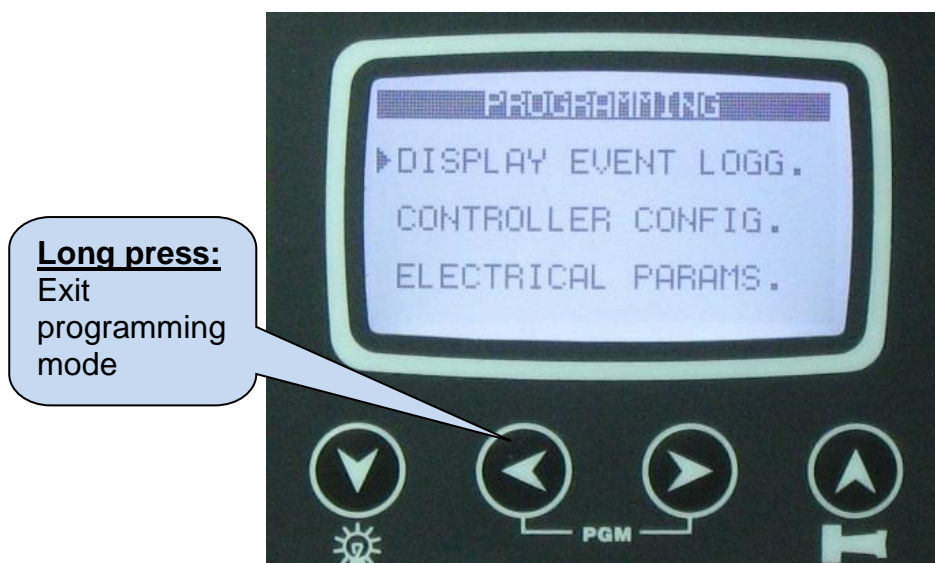 PROGRAMMING
DISPLAY EVENT LOGG.
CONTROLLER CONFIG.
ELECTRICAL PARAMS.
Long press:
Exit
programming
mode
PGM